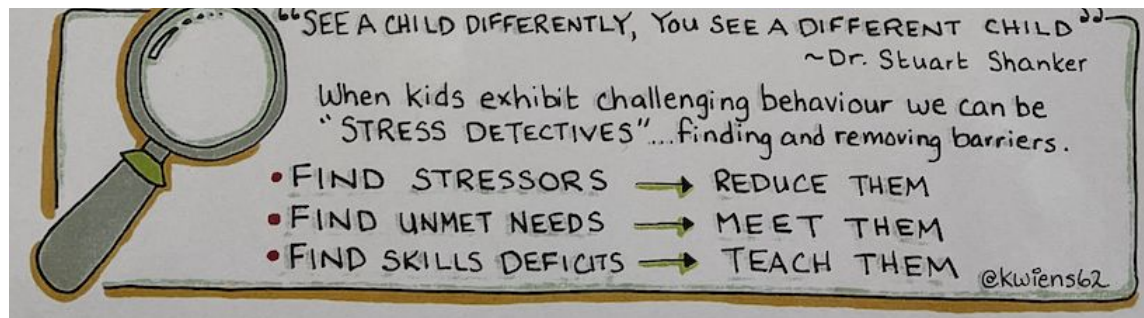 "SEE A CHILD DIFFERENTLY, YOU SEE A DIFFERENT CHILD"
~Dr. Stuart Shanker
When kids exhibit challenging behaviour we can be
"STRESS DETECTIVES"...finding and removing barriers.
• FIND STRESSORS → REDUCE THEM
• FIND UNMET NEEDS → MEET THEM
• FIND SKILLS DEFICITS → TEACH THEM
@kwiens62